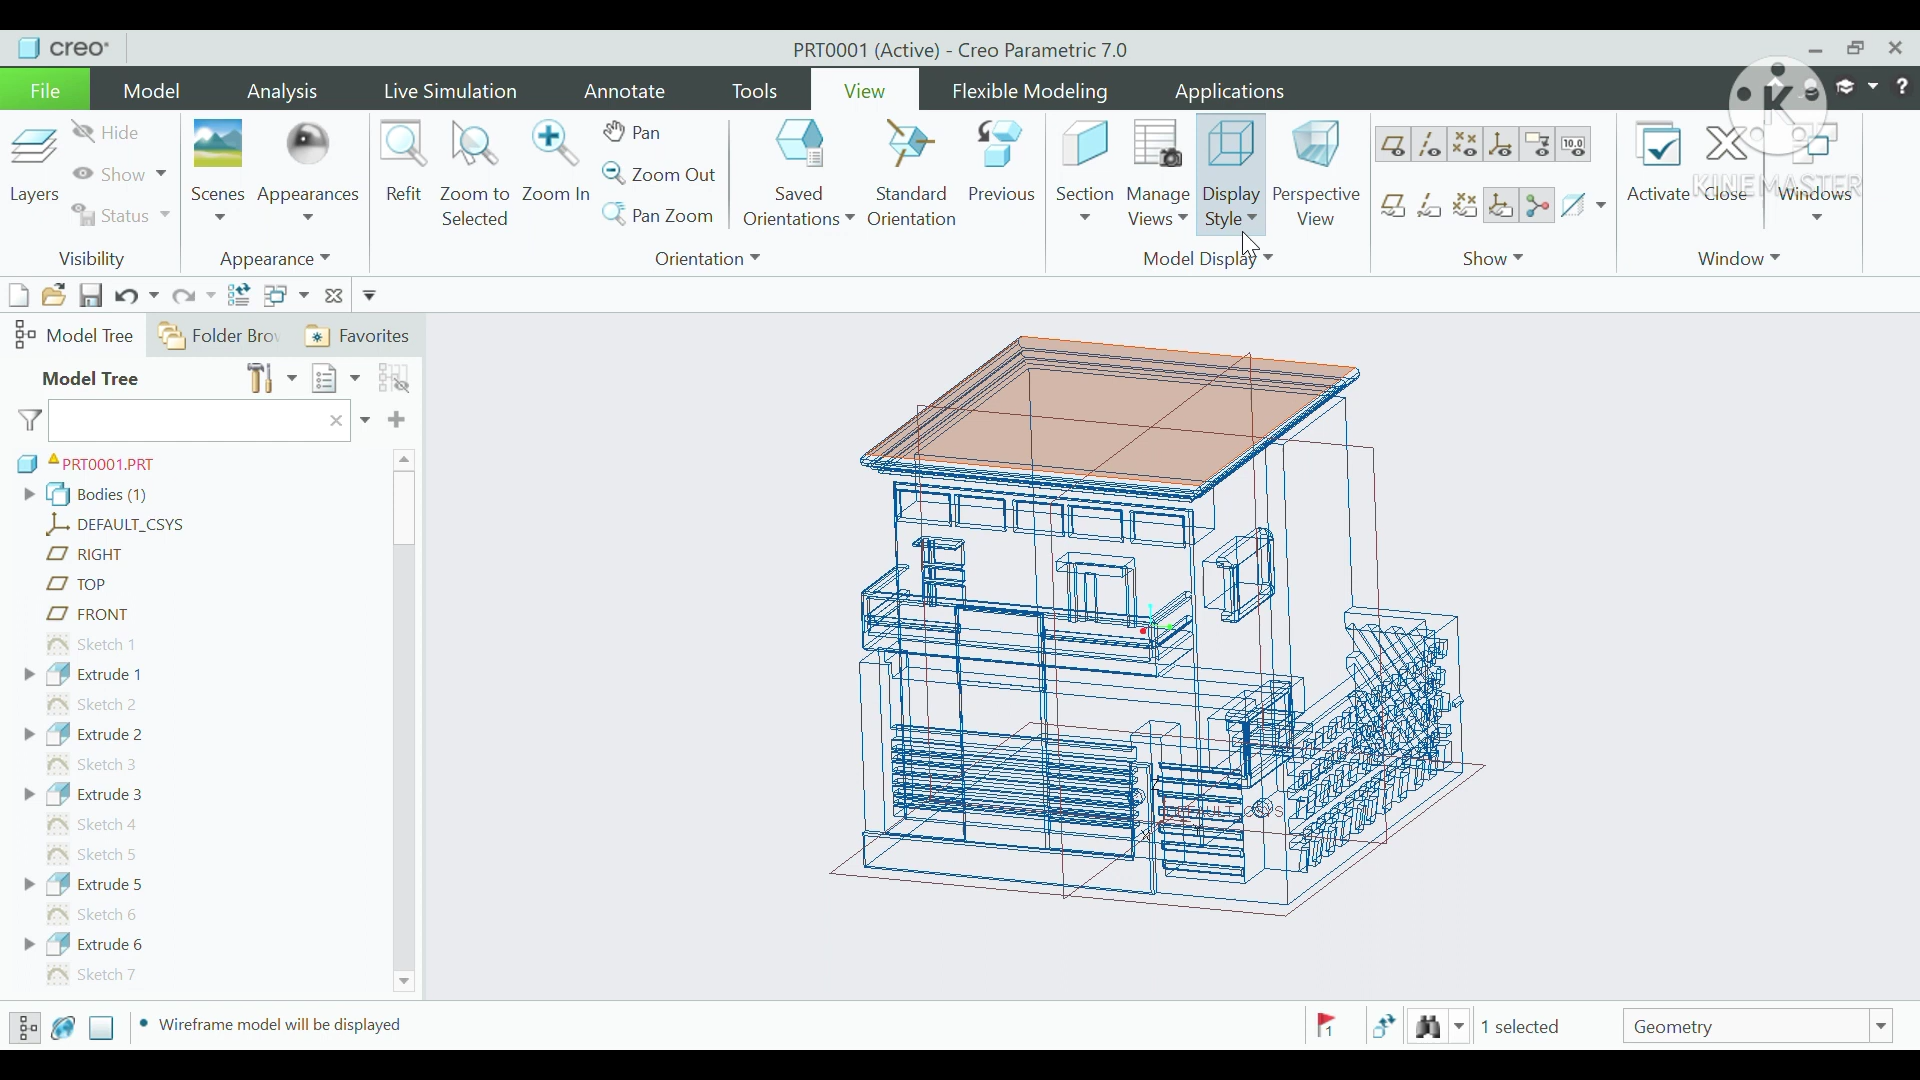 creo
PRT0001 (Active) - Creo Parametric 7.0
File Model Analysis Live Simulation Annotate Tools View Flexible Modeling Applications
K
KINEMASTER
Layers
Hide
Show
Status
Visibility
Scenes
Appearances
Appearance
Refit
Zoom to
Selected
Zoom In
Pan
Zoom Out
Pan Zoom
Saved
Orientations
Standard
Orientation
Previous
Orientation
Section
Manage
Views
Display
Style
Perspective
View
Model Display
10.0
Show
Activate
Close
Windows
Window
Model Tree Folder Brow Favorites
Model Tree
PRT0001.PRT
Bodies (1)
DEFAULT_CSYS
RIGHT
TOP
FRONT
Sketch 1
Extrude 1
Sketch 2
Extrude 2
Sketch 3
Extrude 3
Sketch 4
Sketch 5
Extrude 5
Sketch 6
Extrude 6
Sketch 7
DEFAULT_CSYS
Wireframe model will be displayed
1
1 selected
Geometry